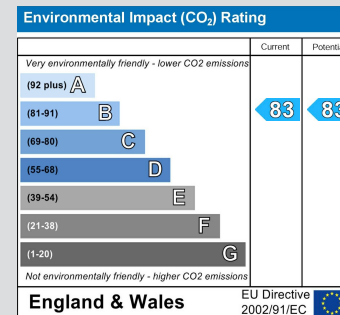 Environmental Impact (CO₂) Rating
Current
Very environmentally friendly - lower CO2 emissions
(92 plus) A
(81-91) B
83
83
(69-80) C
(55-68) D
(39-54) E
(21-38) F
(1-20) G
Not environmentally friendly - higher CO2 emissions
England & Wales
EU Directive
2002/91/EC